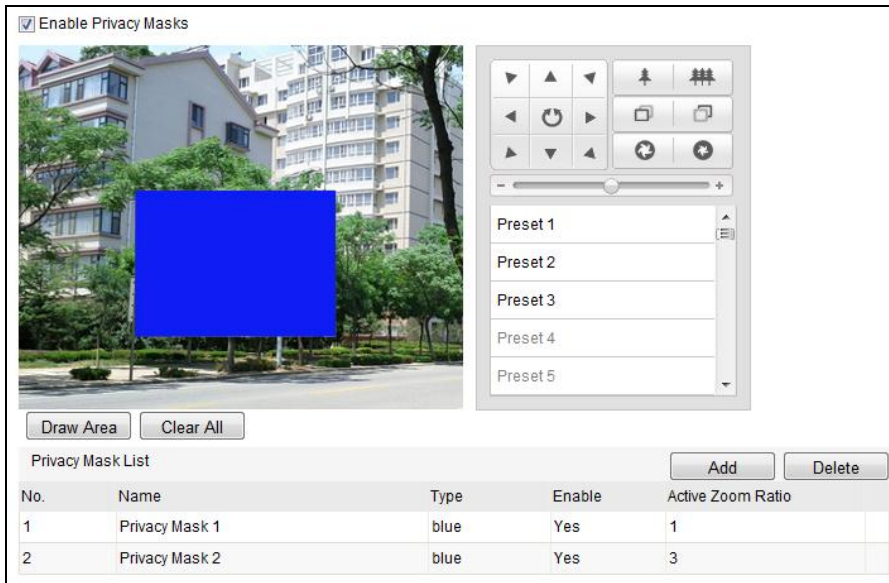 Enable Privacy Masks
Preset 1
Preset 2
Preset 3
Preset 4
Preset 5
Draw Area Clear All
Privacy Mask List Add Delete
No. Name Type Enable Active Zoom Ratio
1 Privacy Mask 1 blue Yes 1
2 Privacy Mask 2 blue Yes 3